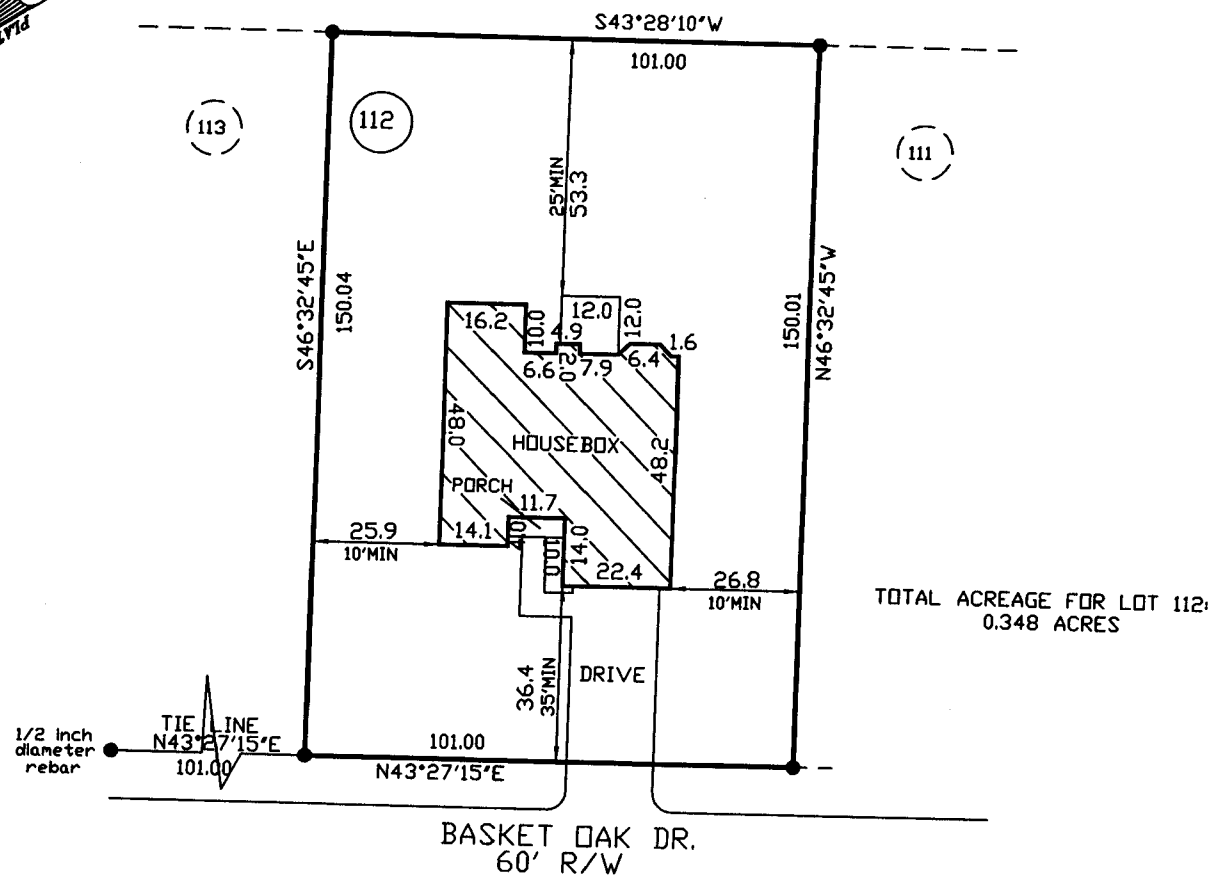 PLAT
S43°28'10"W
101.00
113
112
111
25'MIN
53.3
S46°32'45"E
150.04
150.01
N46°32'45"W
16.2
10.0
4.9
12.0
12.0
1.6
6.6
2.0
7.9
6.4
48.0
HOUSEBOX
48.2
PORCH
11.7
25.9
10'MIN
14.1
4.0
10.0
14.0
22.4
26.8
10'MIN
TOTAL ACREAGE FOR LOT 112:
0.348 ACRES
36.4
35'MIN
DRIVE
1/2 inch
diameter
rebar
TIE LINE
N43°27'15"E
101.00
101.00
N43°27'15"E
BASKET OAK DR.
60' R/W